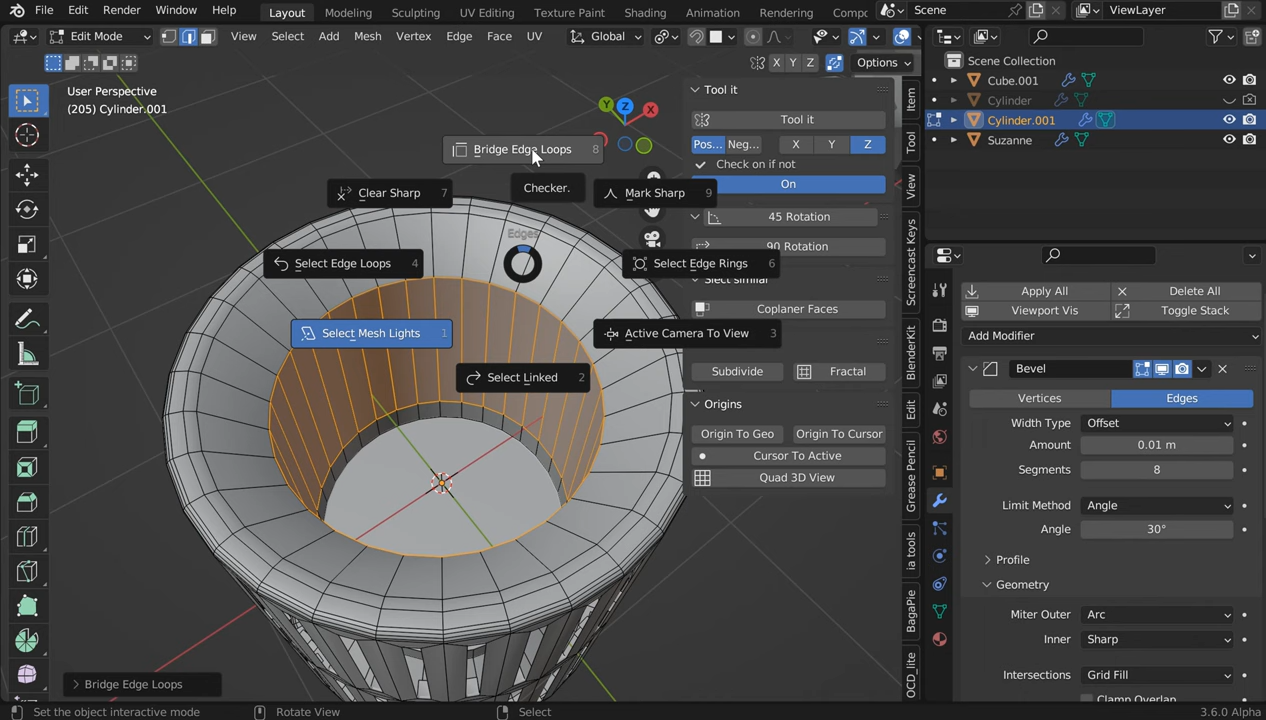 File Edit Render Window Help Layout Modeling Sculpting UV Editing Texture Paint Shading Animation Rendering Compo Scene ViewLayer
Edit Mode View Select Add Mesh Vertex Edge Face UV Global
X Y Z Options
User Perspective
(205) Cylinder.001
Y Z X
Bridge Edge Loops 8
Checker.
Clear Sharp 7
Mark Sharp 9
Edges
Select Edge Loops 4
Select Edge Rings 6
Select Mesh Lights 1
Active Camera To View 3
Select Linked 2
Tool it
Tool it
Pos... Neg... X Y Z
Check on if not
On
45 Rotation
90 Rotation
Coplaner Faces
Subdivide Fractal
Origins
Origin To Geo Origin To Cursor
Cursor To Active
Quad 3D View
Item
Tool
View
Screencast Keys
BlenderKit
Edit
Grease Pencil
ia tools
BagaPie
OCD_lite
Scene Collection
Cube.001
Cylinder
Cylinder.001
Suzanne
Apply All Delete All
Viewport Vis Toggle Stack
Add Modifier
Bevel
Vertices Edges
Width Type Offset
Amount 0.01 m
Segments 8
Limit Method Angle
Angle 30°
Profile
Geometry
Miter Outer Arc
Inner Sharp
Intersections Grid Fill
Clamp Overlap
Bridge Edge Loops
Set the object interactive mode Rotate View Select 3.6.0 Alpha